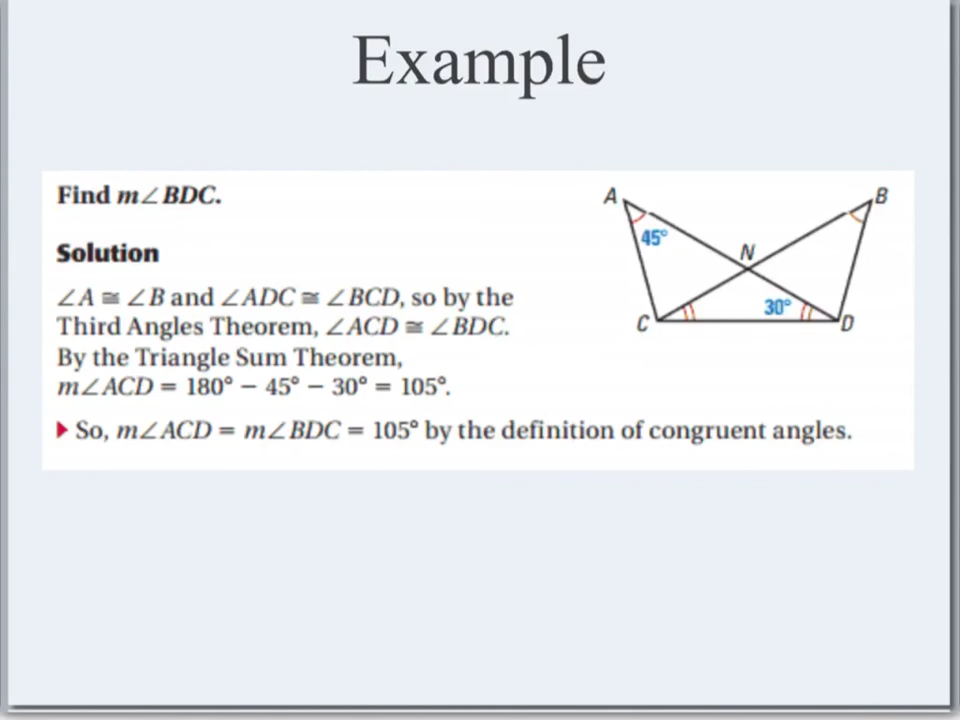 Example
Find m∠BDC.
Solution
∠A ≅ ∠B and ∠ADC ≅ ∠BCD, so by the
Third Angles Theorem, ∠ACD ≅ ∠BDC.
By the Triangle Sum Theorem,
m∠ACD = 180° − 45° − 30° = 105°.
So, m∠ACD = m∠BDC = 105° by the definition of congruent angles.
A
B
45°
N
30°
C
D